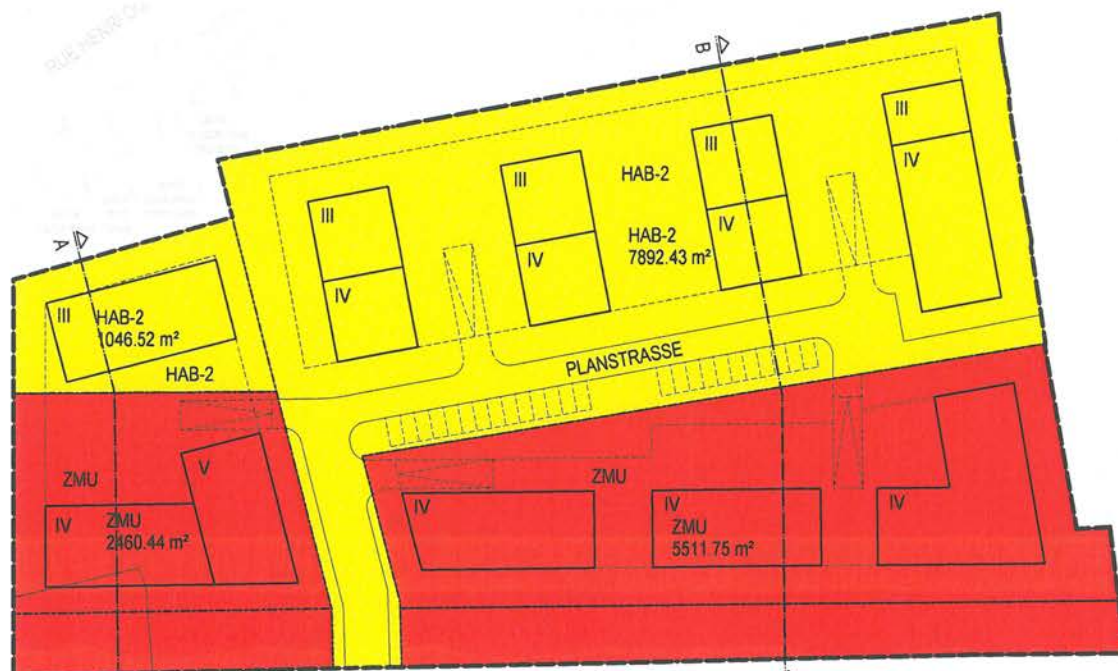 RUE HENRI
B
III
IV
III
HAB-2
III
III
HAB-2
7892.43 m²
IV
IV
IV
A
III
HAB-2
1046.52 m²
HAB-2
PLANSTRASSE
V
ZMU
ZMU
IV
ZMU
2460.44 m²
IV
IV
ZMU
5511.75 m²
IV